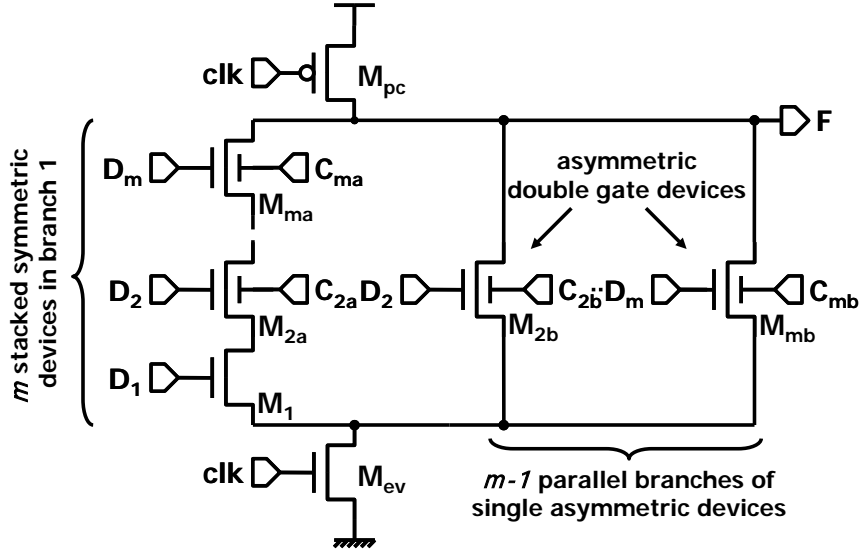 clk
M_pc
F
D_m
C_ma
M_ma
asymmetric
double gate devices
m stacked symmetric
devices in branch 1
D_2
C_2a
M_2a
D_2
C_2b
M_2b
..
D_m
C_mb
M_mb
D_1
M_1
clk
M_ev
m-1 parallel branches of
single asymmetric devices